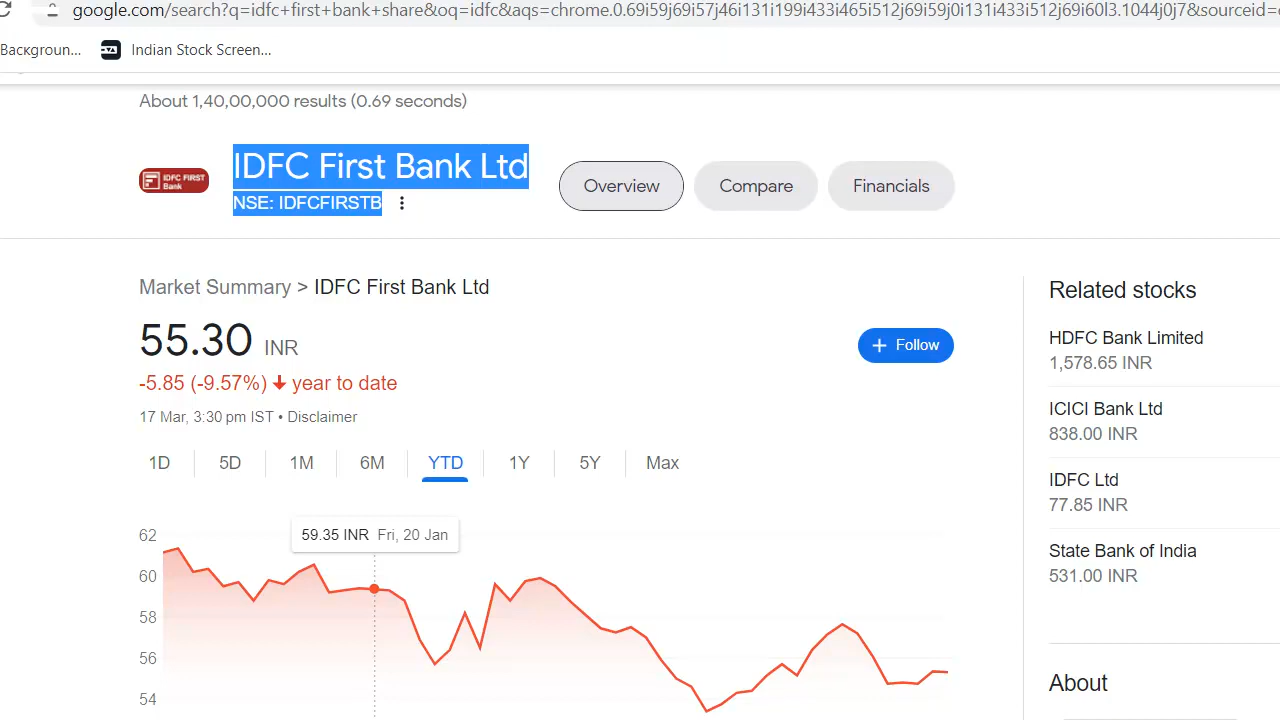 google.com/search?q=idfc+first+bank+share&oq=idfc&aqs=chrome.0.69i59j69i57j46i131i199i433i465i512j69i59j0i131i433i512j69i60l3.1044j0j7&sourceid=
Backgroun... Indian Stock Screen...
About 1,40,00,000 results (0.69 seconds)
IDFC FIRST
Bank
IDFC First Bank Ltd
NSE: IDFCFIRSTB
Overview Compare Financials
Market Summary > IDFC First Bank Ltd
55.30 INR
+ Follow
-5.85 (-9.57%) year to date
17 Mar, 3:30 pm IST • Disclaimer
1D 5D 1M 6M YTD 1Y 5Y Max
59.35 INR Fri, 20 Jan
62
60
58
56
54
Related stocks
HDFC Bank Limited
1,578.65 INR
ICICI Bank Ltd
838.00 INR
IDFC Ltd
77.85 INR
State Bank of India
531.00 INR
About